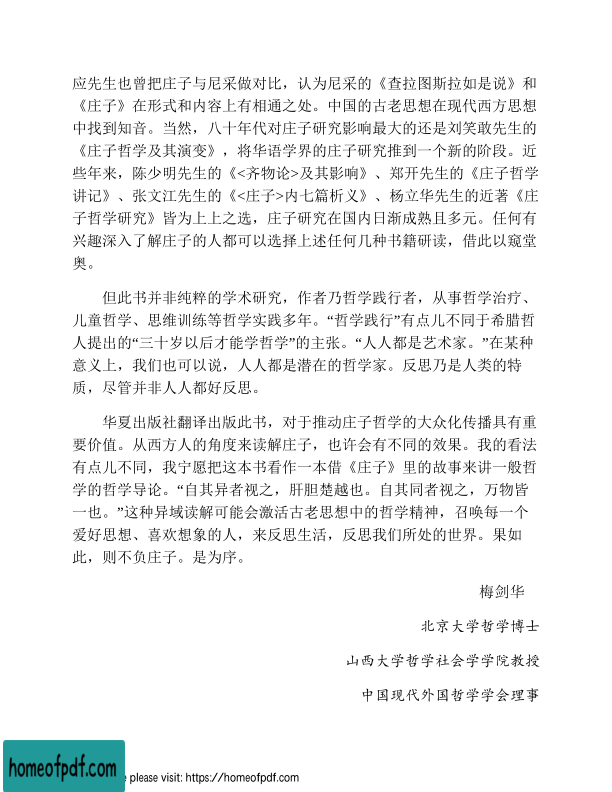 应先生也曾把庄子与尼采做对比，认为尼采的《查拉图斯拉如是说》和
《庄子》在形式和内容上有相通之处。中国的古老思想在现代西方思想
中找到知音。当然，八十年代对庄子研究影响最大的还是刘笑敢先生的
《庄子哲学及其演变》，将华语学界的庄子研究推到一个新的阶段。近
些年来，陈少明先生的《<齐物论>及其影响》、郑开先生的《庄子哲学
讲记》、张文江先生的《<庄子>内七篇析义》、杨立华先生的近著《庄
子哲学研究》皆为上上之选，庄子研究在国内日渐成熟且多元。任何有
兴趣深入了解庄子的人都可以选择上述任何几种书籍研读，借此以窥堂
奥。
但此书并非纯粹的学术研究，作者乃哲学践行者，从事哲学治疗、
儿童哲学、思维训练等哲学实践多年。“哲学践行”有点儿不同于希腊哲
人提出的“三十岁以后才能学哲学”的主张。“人人都是艺术家。”在某种
意义上，我们也可以说，人人都是潜在的哲学家。反思乃是人类的特
质，尽管并非人人都好反思。
华夏出版社翻译出版此书，对于推动庄子哲学的大众化传播具有重
要价值。从西方人的角度来读解庄子，也许会有不同的效果。我的看法
有点儿不同，我宁愿把这本书看作一本借《庄子》里的故事来讲一般哲
学的哲学导论。“自其异者视之，肝胆楚越也。自其同者视之，万物皆
一也。”这种异域读解可能会激活古老思想中的哲学精神，召唤每一个
爱好思想、喜欢想象的人，来反思生活，反思我们所处的世界。果如
此，则不负庄子。是为序。
梅剑华
北京大学哲学博士
山西大学哲学社会学学院教授
中国现代外国哲学学会理事
homeofpdf.com
please visit: https://homeofpdf.com